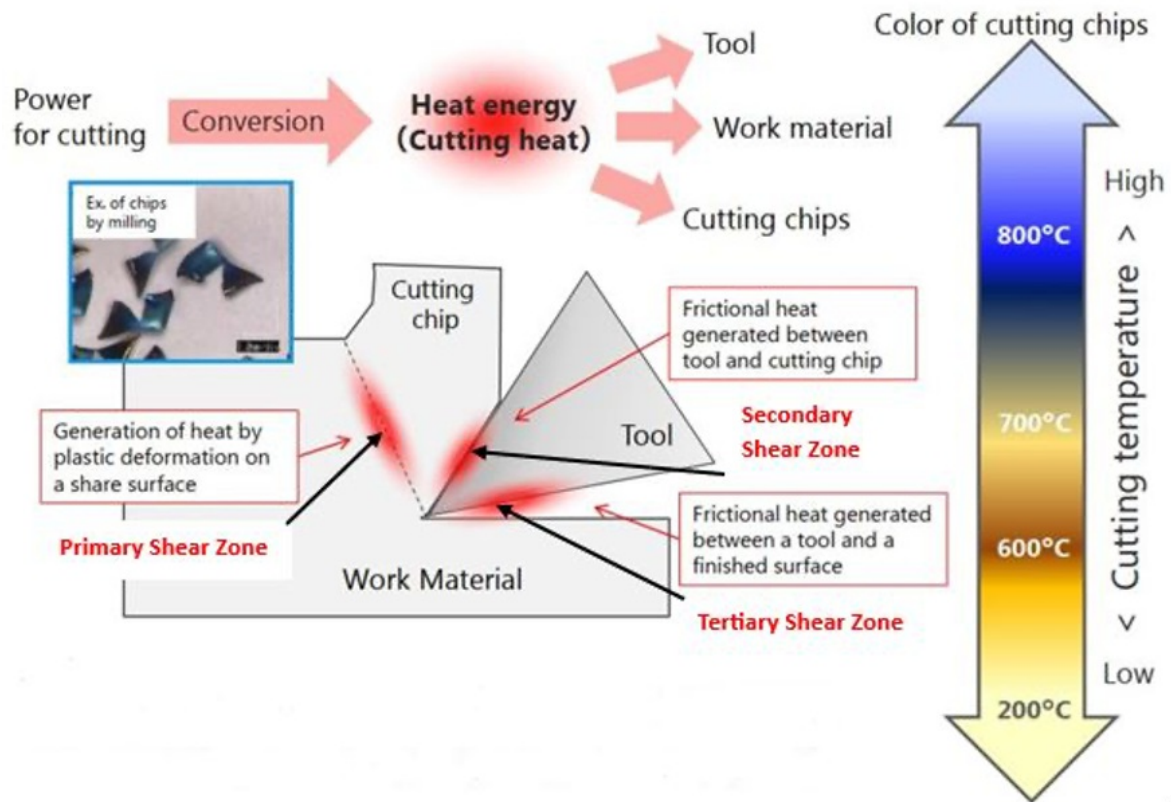 Color of cutting chips
Tool
Power
for cutting
Conversion
Heat energy
(Cutting heat)
Work material
Cutting chips
High
< Cutting temperature >
Low
800°C
700°C
600°C
200°C
Ex. of chips
by milling
Cutting
chip
Frictional heat
generated between
tool and cutting chip
Secondary
Shear Zone
Tool
Generation of heat by
plastic deformation on
a share surface
Primary Shear Zone
Frictional heat generated
between a tool and a
finished surface
Work Material
Tertiary Shear Zone